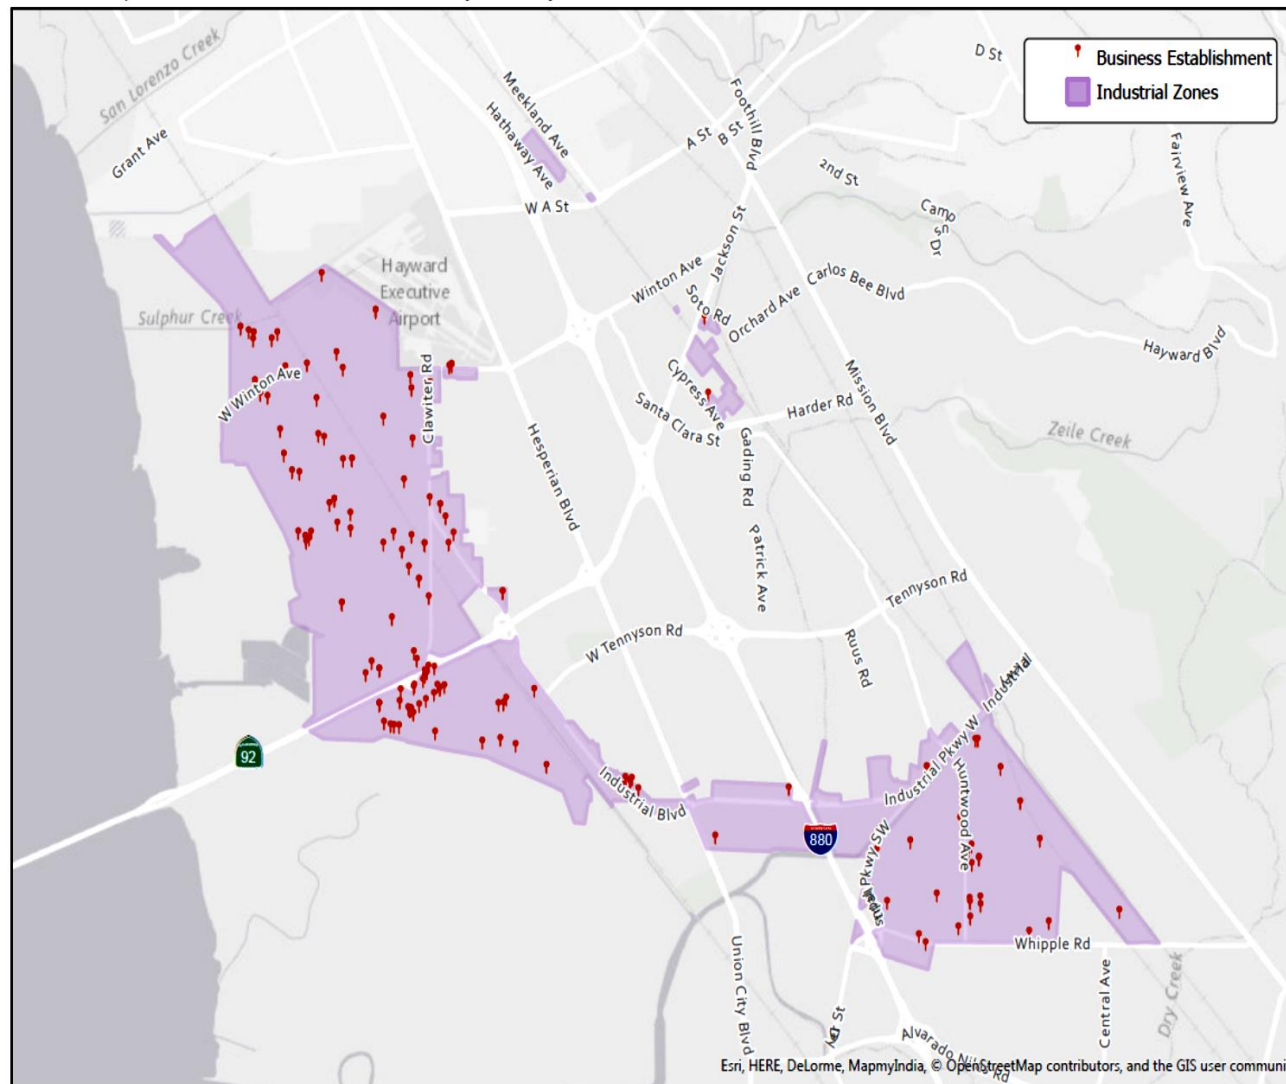 Business Establishment
Industrial Zones
San Lorenzo Creek
Grant Ave
Meekland Ave
Hathaway Ave
Foothill Blvd
D St
A St
B St
2nd St
Fairview Ave
W A St
Campus Dr
Hayward
Executive
Airport
Sulphur Creek
Winton Ave
Jackson St
Soto Rd
Orchard Ave
Carlos Bee Blvd
Hayward Blvd
W Winton Ave
Clawiter Rd
Cypress Ave
Mission Blvd
Santa Clara St
Harder Rd
Zeile Creek
Hesperian Blvd
Gading Rd
Patrick Ave
Tennyson Rd
W Tennyson Rd
Ruus Rd
Industrial
Industrial Pkwy W
Huntwood Ave
92
Industrial Blvd
880
Pkwy SW
Whipple Rd
Union City Blvd
Central Ave
Dry Creek
St
Alvarado Niles Rd
Esri, HERE, DeLorme, MapmyIndia, © OpenStreetMap contributors, and the GIS user communi